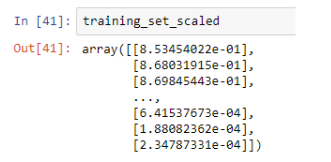 In [41]: training_set_scaled
Out[41]: array([[8.53454022e-01],
[8.68031915e-01],
[8.69845443e-01],
...,
[6.41537673e-04],
[1.88082362e-04],
[2.34787331e-04]])